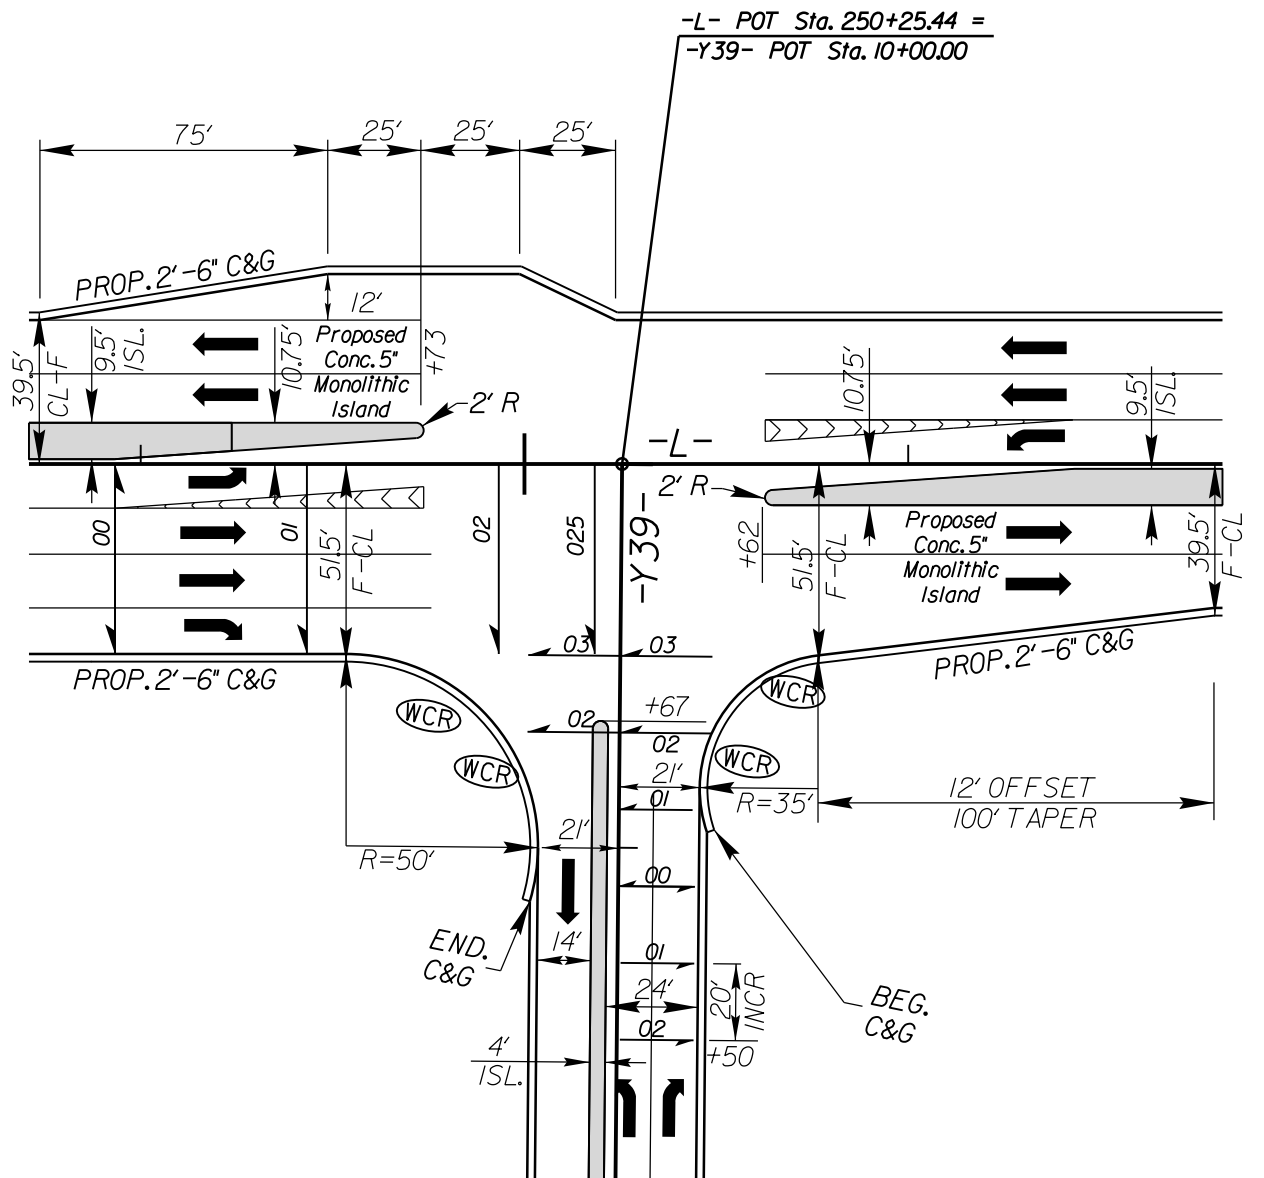 -L- POT Sta. 250+25.44 =
-Y39- POT Sta. 10+00.00
75'
25'
25'
25'
PROP. 2'-6" C&G
12'
39.5'
CL-F
9.5'
ISL.
10.75'
Proposed
Conc. 5"
Monolithic
Island
+73
2' R
-L-
10.75'
9.5'
ISL.
2' R
00
01
51.5'
F-CL
02
025
-Y39-
+62
51.5'
F-CL
Proposed
Conc. 5"
Monolithic
Island
39.5'
F-CL
03
03
PROP. 2'-6" C&G
PROP. 2'-6" C&G
WCR
WCR
WCR
WCR
+67
02
02
21'
01
R=35'
12' OFFSET
100' TAPER
21'
R=50'
00
END.
C&G
14'
01
24'
20'
INCR
BEG.
C&G
02
+50
4'
ISL.